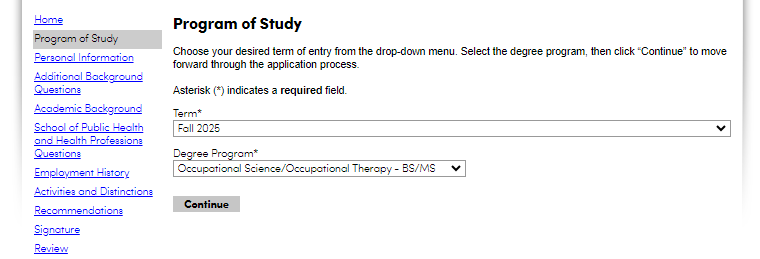 Home
Program of Study
Personal Information
Additional Background
Questions
Academic Background
School of Public Health
and Health Professions
Questions
Employment History
Activities and Distinctions
Recommendations
Signature
Review
Program of Study
Choose your desired term of entry from the drop-down menu. Select the degree program, then click “Continue” to move
forward through the application process.
Asterisk (*) indicates a required field.
Term*
Fall 2025
Degree Program*
Occupational Science/Occupational Therapy - BS/MS
Continue